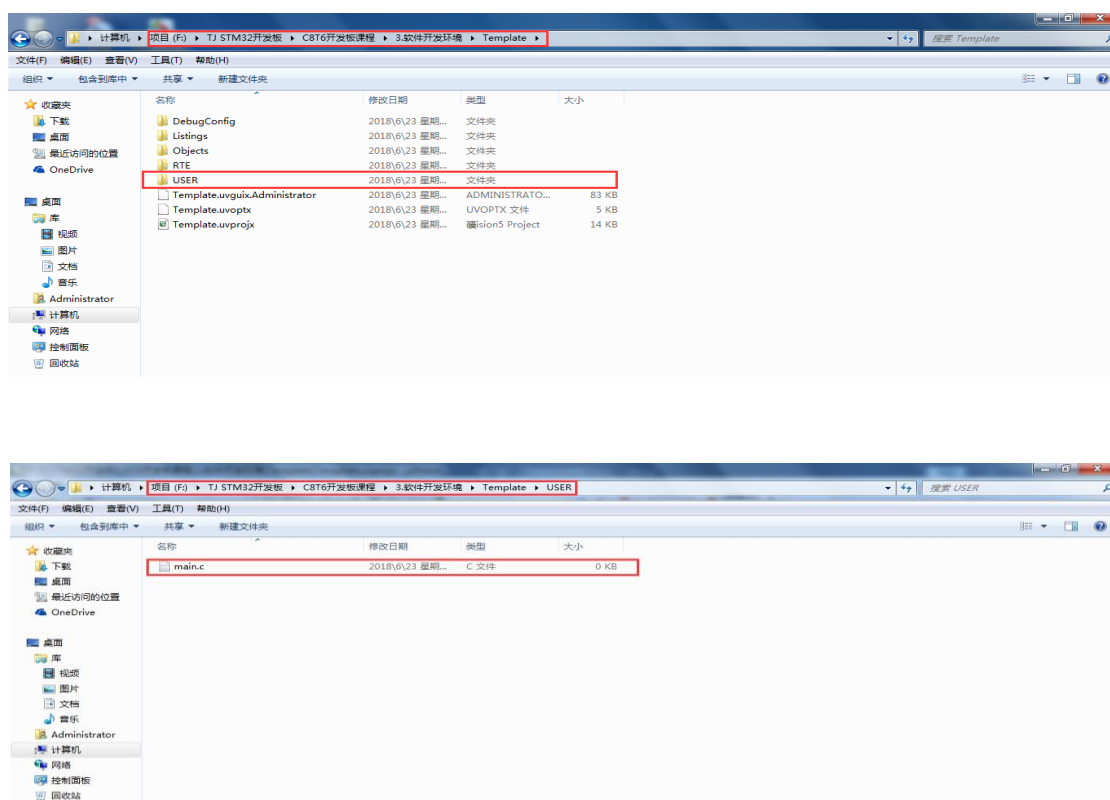 计算机 ▸ 项目 (F:) ▸ TJ STM32开发板 ▸ C8T6开发板课程 ▸ 3.软件开发环境 ▸ Template ▸ 搜索 Template
文件(F) 编辑(E) 查看(V) 工具(T) 帮助(H)
组织 包含到库中 共享 新建文件夹
收藏夹 名称 修改日期 类型 大小
下载 DebugConfig 2018\6\23 星期... 文件夹
桌面 Listings 2018\6\23 星期... 文件夹
最近访问的位置 Objects 2018\6\23 星期... 文件夹
OneDrive RTE 2018\6\23 星期... 文件夹
USER 2018\6\23 星期... 文件夹
Template.uvguix.Administrator 2018\6\23 星期... ADMINISTRATO... 83 KB
桌面 Template.uvoptx 2018\6\23 星期... UVOPTX 文件 5 KB
库 Template.uvprojx 2018\6\23 星期... 礦ision5 Project 14 KB
视频
图片
文档
音乐
Administrator
计算机
网络
控制面板
回收站
计算机 ▸ 项目 (F:) ▸ TJ STM32开发板 ▸ C8T6开发板课程 ▸ 3.软件开发环境 ▸ Template ▸ USER 搜索 USER
文件(F) 编辑(E) 查看(V) 工具(T) 帮助(H)
组织 包含到库中 共享 新建文件夹
收藏夹 名称 修改日期 类型 大小
下载 main.c 2018\6\23 星期... C 文件 0 KB
桌面
最近访问的位置
OneDrive
桌面
库
视频
图片
文档
音乐
Administrator
计算机
网络
控制面板
回收站